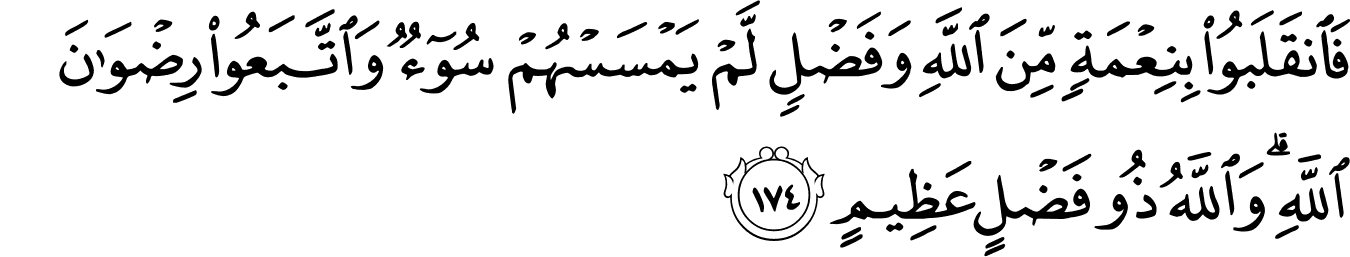 فَٱنقَلَبُوا۟ بِنِعْمَةٍ مِّنَ ٱللَّهِ وَفَضْلٍ لَّمْ يَمْسَسْهُمْ سُوٓءٌ وَٱتَّبَعُوا۟ رِضْوَٰنَ
ٱللَّهِ ۗ وَٱللَّهُ ذُو فَضْلٍ عَظِيمٍ ١٧٤